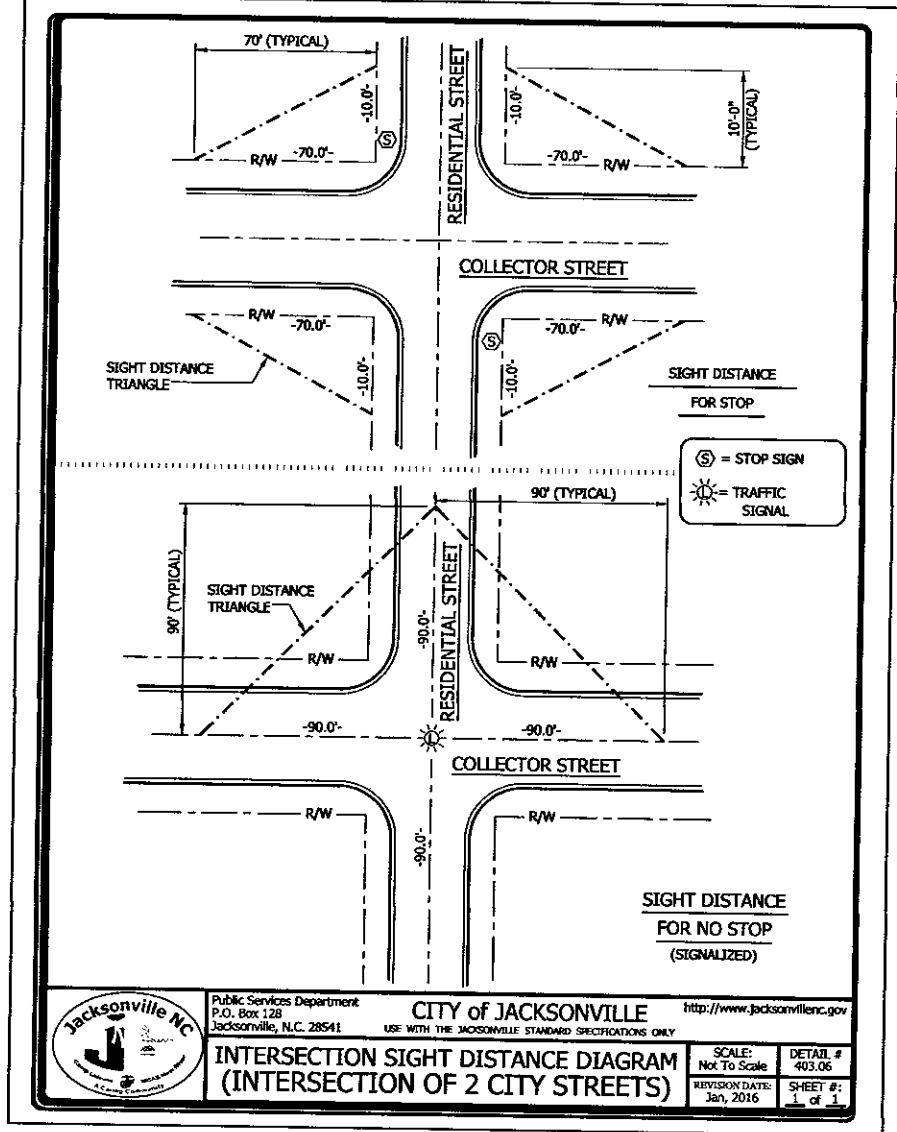 70' (TYPICAL)
-10.0'-
R/W -70.0'-
S
RESIDENTIAL STREET
-10.0'-
-70.0'- R/W
10'-0"
(TYPICAL)
COLLECTOR STREET
R/W -70.0'-
-10.0'-
SIGHT DISTANCE
TRIANGLE
S
-70.0'- R/W
-10.0'-
SIGHT DISTANCE
FOR STOP
S = STOP SIGN
L = TRAFFIC
SIGNAL
90' (TYPICAL)
90' (TYPICAL)
SIGHT DISTANCE
TRIANGLE
-90.0'-
RESIDENTIAL STREET
R/W
R/W
-90.0'-
L
-90.0'-
COLLECTOR STREET
R/W
R/W
-90.0'-
SIGHT DISTANCE
FOR NO STOP
(SIGNALIZED)
Jacksonville NC
A Caring Community
Public Services Department
P.O. Box 128
Jacksonville, N.C. 28541
CITY of JACKSONVILLE
USE WITH THE JACKSONVILLE STANDARD SPECIFICATIONS ONLY
http://www.jacksonvillenc.gov
INTERSECTION SIGHT DISTANCE DIAGRAM
(INTERSECTION OF 2 CITY STREETS)
SCALE:
Not To Scale
DETAIL #
403.06
REVISION DATE:
Jan, 2016
SHEET #:
1 of 1